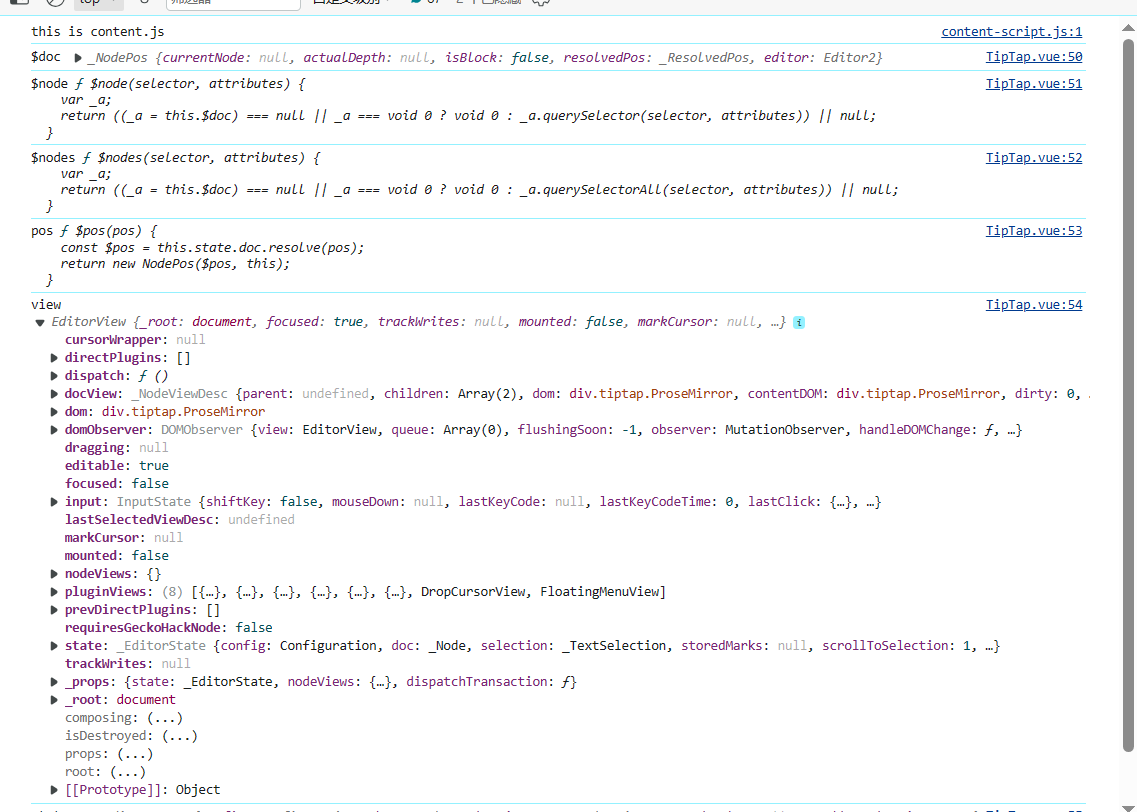 top
this is content.js content-script.js:1
$doc ▶ _NodePos {currentNode: null, actualDepth: null, isBlock: false, resolvedPos: _ResolvedPos, editor: Editor2} TipTap.vue:50
$node ƒ $node(selector, attributes) { TipTap.vue:51
var _a;
return ((_a = this.$doc) === null || _a === void 0 ? void 0 : _a.querySelector(selector, attributes)) || null;
}
$nodes ƒ $nodes(selector, attributes) { TipTap.vue:52
var _a;
return ((_a = this.$doc) === null || _a === void 0 ? void 0 : _a.querySelectorAll(selector, attributes)) || null;
}
pos ƒ $pos(pos) { TipTap.vue:53
const $pos = this.state.doc.resolve(pos);
return new NodePos($pos, this);
}
view TipTap.vue:54
▼ EditorView {_root: document, focused: true, trackWrites: null, mounted: false, markCursor: null, …} i
cursorWrapper: null
▶ directPlugins: []
▶ dispatch: ƒ ()
▶ docView: _NodeViewDesc {parent: undefined, children: Array(2), dom: div.tiptap.ProseMirror, contentDOM: div.tiptap.ProseMirror, dirty: 0,
▶ dom: div.tiptap.ProseMirror
▶ domObserver: DOMObserver {view: EditorView, queue: Array(0), flushingSoon: -1, observer: MutationObserver, handleDOMChange: ƒ, …}
dragging: null
editable: true
focused: false
▶ input: InputState {shiftKey: false, mouseDown: null, lastKeyCode: null, lastKeyCodeTime: 0, lastClick: {…}, …}
lastSelectedViewDesc: undefined
markCursor: null
mounted: false
▶ nodeViews: {}
▶ pluginViews: (8) [{…}, {…}, {…}, {…}, {…}, {…}, DropCursorView, FloatingMenuView]
▶ prevDirectPlugins: []
requiresGeckoHackNode: false
▶ state: _EditorState {config: Configuration, doc: _Node, selection: _TextSelection, storedMarks: null, scrollToSelection: 1, …}
trackWrites: null
▶ _props: {state: _EditorState, nodeViews: {…}, dispatchTransaction: ƒ}
▶ _root: document
composing: (...)
isDestroyed: (...)
props: (...)
root: (...)
▶ [[Prototype]]: Object